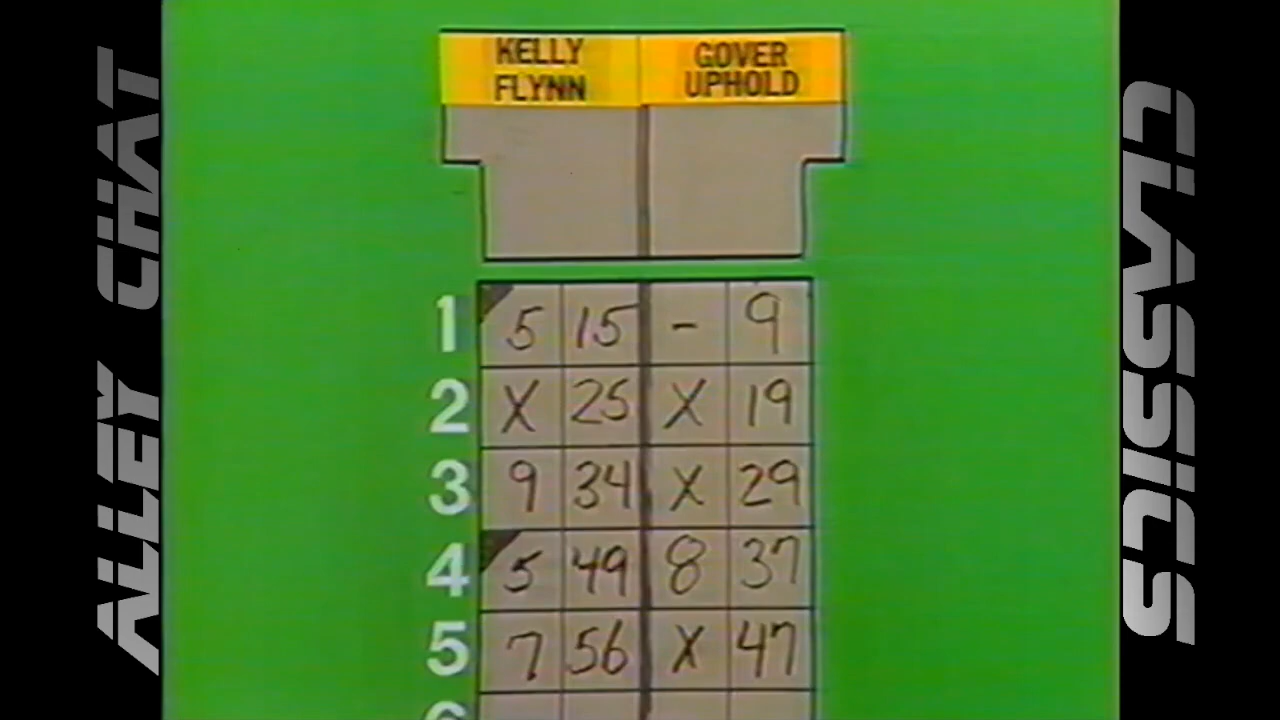 ALLEY CHAT
KELLY FLYNN
GOVER UPHOLD
1 5 15 - 9
2 X 25 X 19
3 9 34 X 29
4 5 49 8 37
5 7 56 X 47
6
CLASSICS